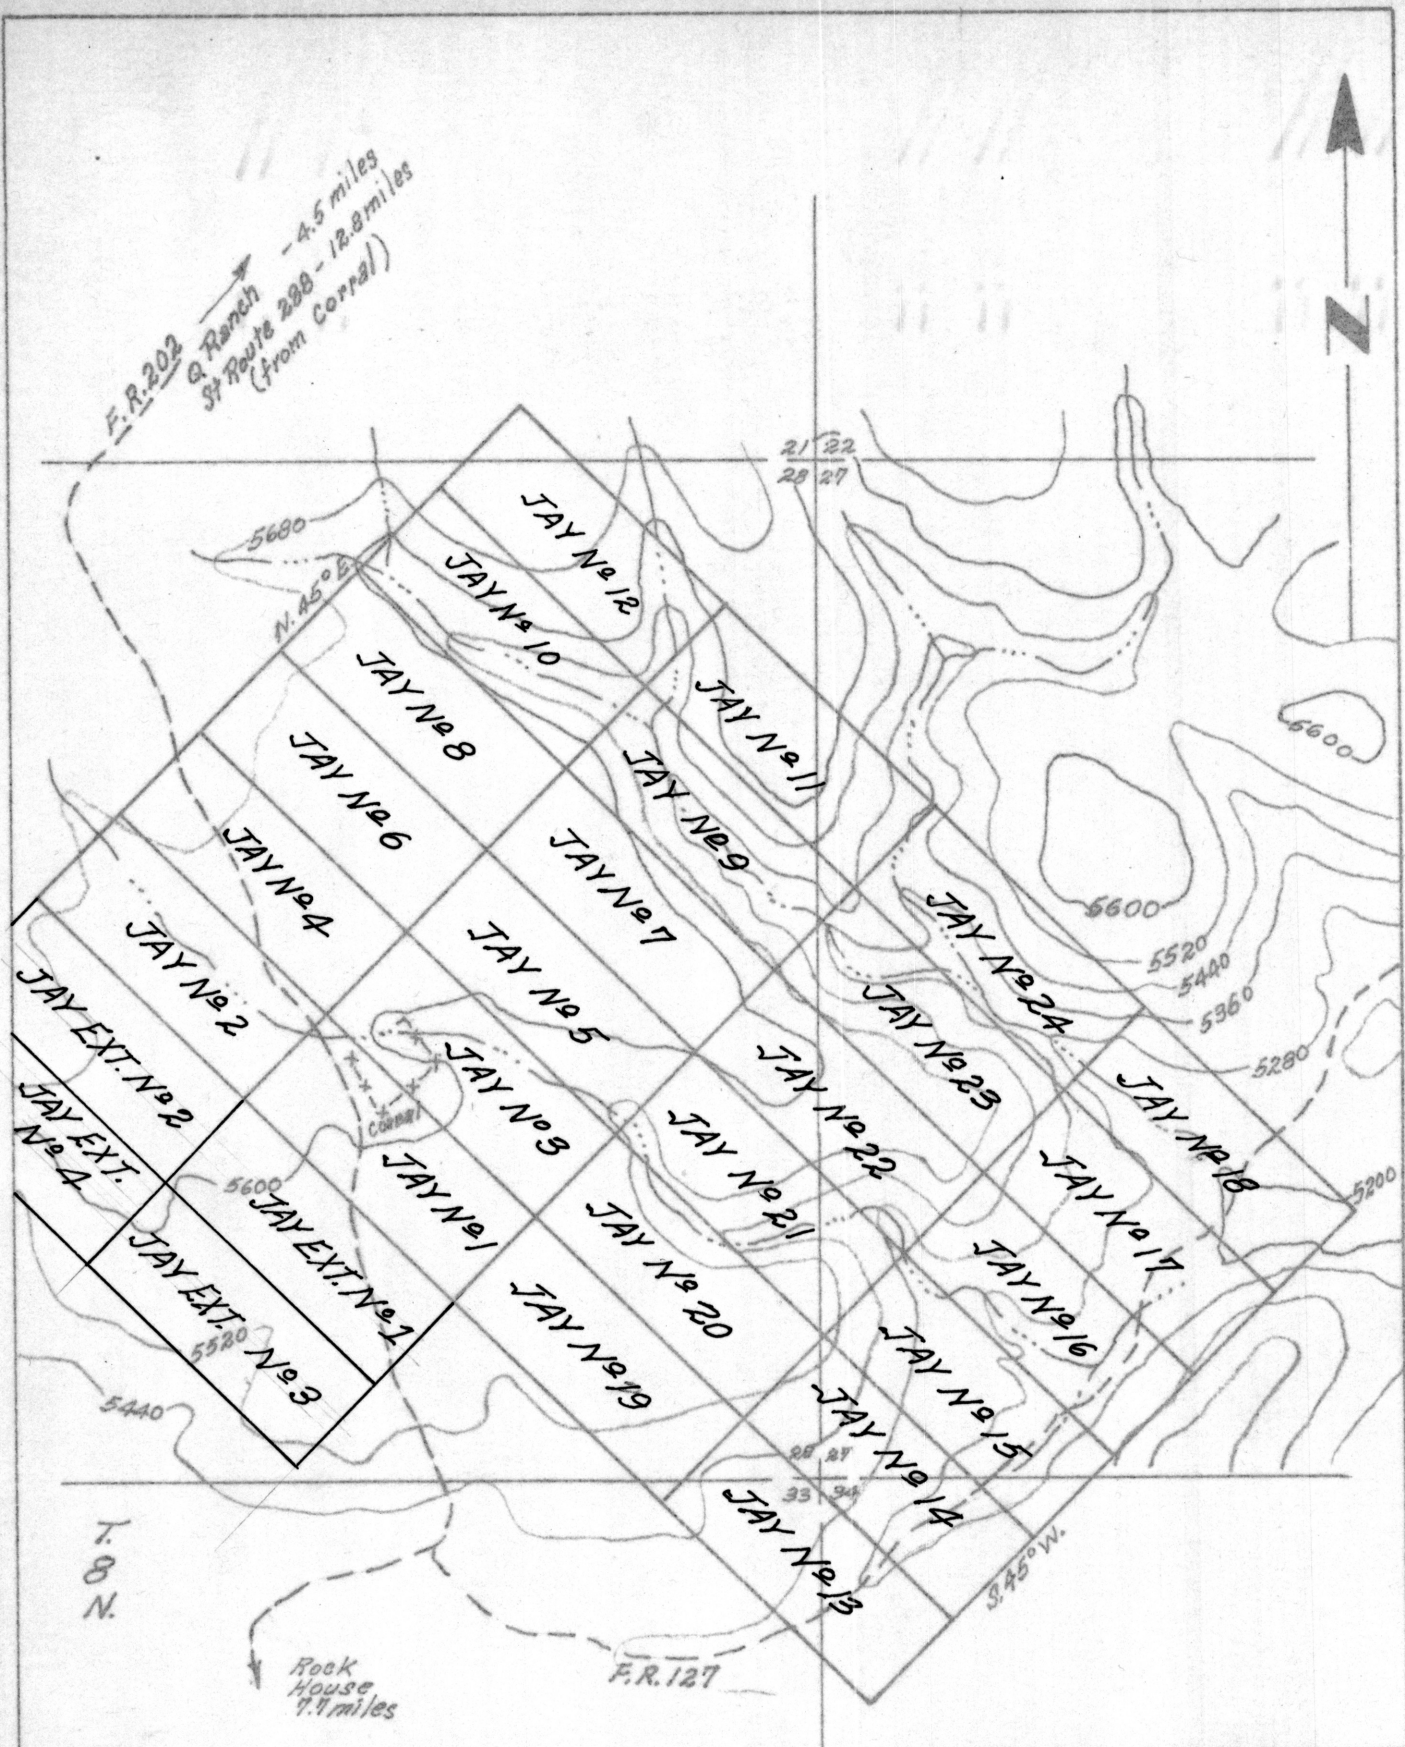 F.R. 202
Q Ranch - 4.5 miles
St Route 288 - 12.8 miles
(from Corral)
N
21 22
28 27
5680
N. 45° E.
JAY Nº 12
JAY Nº 10
JAY Nº 8
JAY Nº 11
JAY Nº 6
JAY Nº 9
JAY Nº 4
JAY Nº 7
5600
5600
JAY Nº 2
JAY Nº 5
JAY Nº 24
5520
5440
5360
5280
JAY EXT. Nº 2
JAY Nº 3
JAY Nº 23
JAY Nº 22
JAY Nº 18
JAY EXT.
Nº 4
Corral
JAY Nº 1
JAY Nº 21
JAY Nº 17
5200
5600
JAY EXT. Nº 1
JAY Nº 20
JAY Nº 16
JAY EXT. Nº 3
5520
JAY Nº 19
JAY Nº 15
5440
JAY Nº 14
28 27
33 34
JAY Nº 13
S. 45° W.
T.
8
N.
Rock
House
7.7 miles
F.R. 127